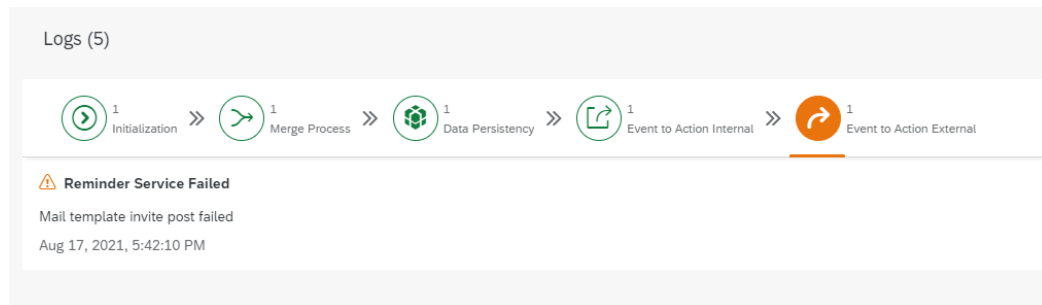 Logs (5)
1
Initialization
1
Merge Process
1
Data Persistency
1
Event to Action Internal
1
Event to Action External
Reminder Service Failed
Mail template invite post failed
Aug 17, 2021, 5:42:10 PM